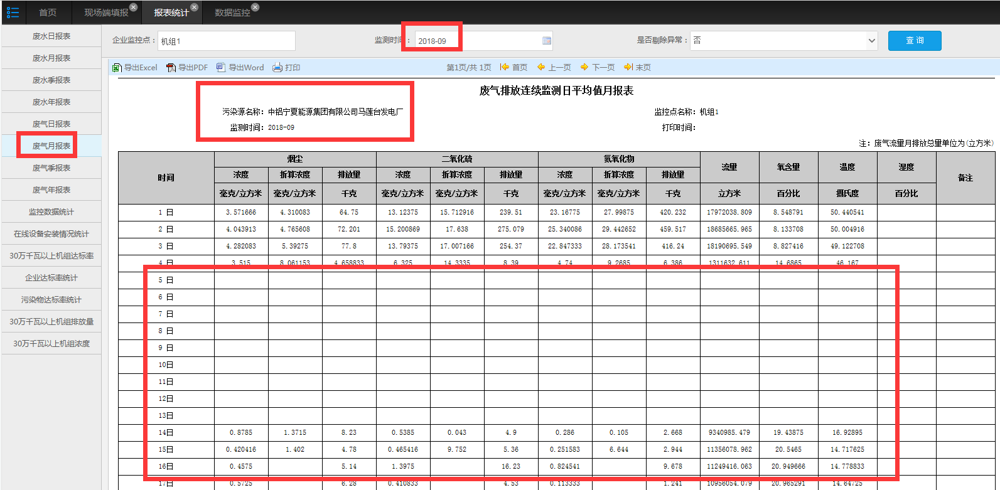 首页 现场端填报 报表统计 数据监控
废水日报表
废水月报表
废水季报表
废水年报表
废气日报表
废气月报表
废气季报表
废气年报表
监控数据统计
在线设备安装情况统计
30万千瓦以上机组达标率
企业达标率统计
污染物达标率统计
30万千瓦以上机组排放量
30万千瓦以上机组浓度
企业监控点： 机组1 监测时间： 2018-09 是否剔除异常： 否 查 询
导出Excel 导出PDF 导出Word 打印 第1页/共 1页 首页 上一页 下一页 末页
废气排放连续监测日平均值月报表
污染源名称： 中铝宁夏能源集团有限公司马莲台发电厂 监控点名称： 机组1
监测时间： 2018-09 打印时间：
注： 废气流量月排放总量单位为(立方米)
时间 烟尘 二氧化硫 氮氧化物 流量 氧含量 温度 湿度 备注
浓度 折算浓度 排放量 浓度 折算浓度 排放量 浓度 折算浓度 排放量
毫克/立方米 毫克/立方米 千克 毫克/立方米 毫克/立方米 千克 毫克/立方米 毫克/立方米 千克 立方米 百分比 摄氏度 百分比
1 日 3.571666 4.310083 64.75 13.12375 15.712916 239.51 23.16775 27.99875 420.232 17972038.809 8.548791 50.440541
2 日 4.043913 4.765608 72.201 15.200869 17.638 275.079 25.340086 29.442652 459.517 18685665.965 8.133708 50.004916
3 日 4.282083 5.39275 77.8 13.79375 17.007166 254.37 22.847333 28.173541 416.24 18190695.549 8.827416 49.122708
4 日 3.515 8.061153 4.658833 6.325 14.3335 8.39 4.74 9.2685 6.386 1311632.611 14.6865 46.167
5 日
6 日
7 日
8 日
9 日
10日
11日
12日
13日
14日 0.8785 1.3715 8.23 0.5385 0.043 4.9 0.286 0.105 2.668 9340985.479 19.43875 16.92895
15日 0.420416 1.402 4.78 0.465416 9.752 5.36 0.251583 6.644 2.944 11356078.962 20.5465 14.717625
16日 0.4575 5.14 1.3975 16.23 0.824541 9.678 11249416.063 20.949666 14.778833
17日 0.5725 6.28 0.410833 4.53 0.113333 1.241 10956054.079 20.965291 14.64725